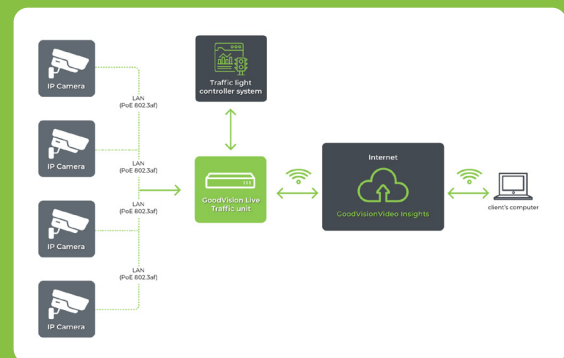 IP Camera
LAN
(PoE 802.3af)
IP Camera
LAN
(PoE 802.3af)
LAN
(PoE 802.3af)
IP Camera
LAN
(PoE 802.3af)
IP Camera
Traffic light
controller system
GoodVision Live
Traffic unit
Internet
GoodVisionVideo Insights
client's computer